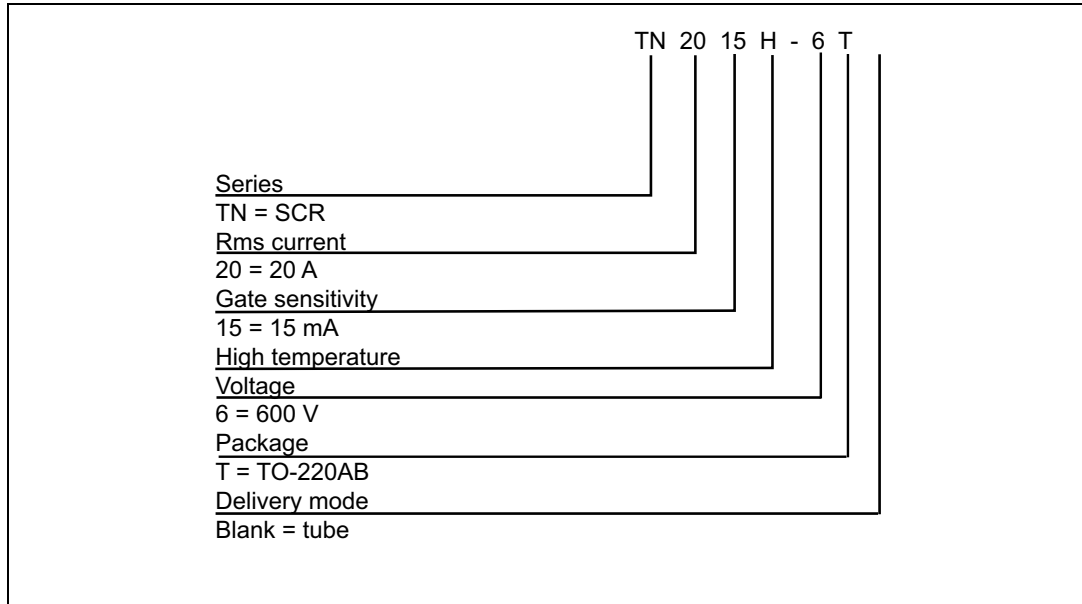 TN 20 15 H - 6 T
Series
TN = SCR
Rms current
20 = 20 A
Gate sensitivity
15 = 15 mA
High temperature
Voltage
6 = 600 V
Package
T = TO-220AB
Delivery mode
Blank = tube